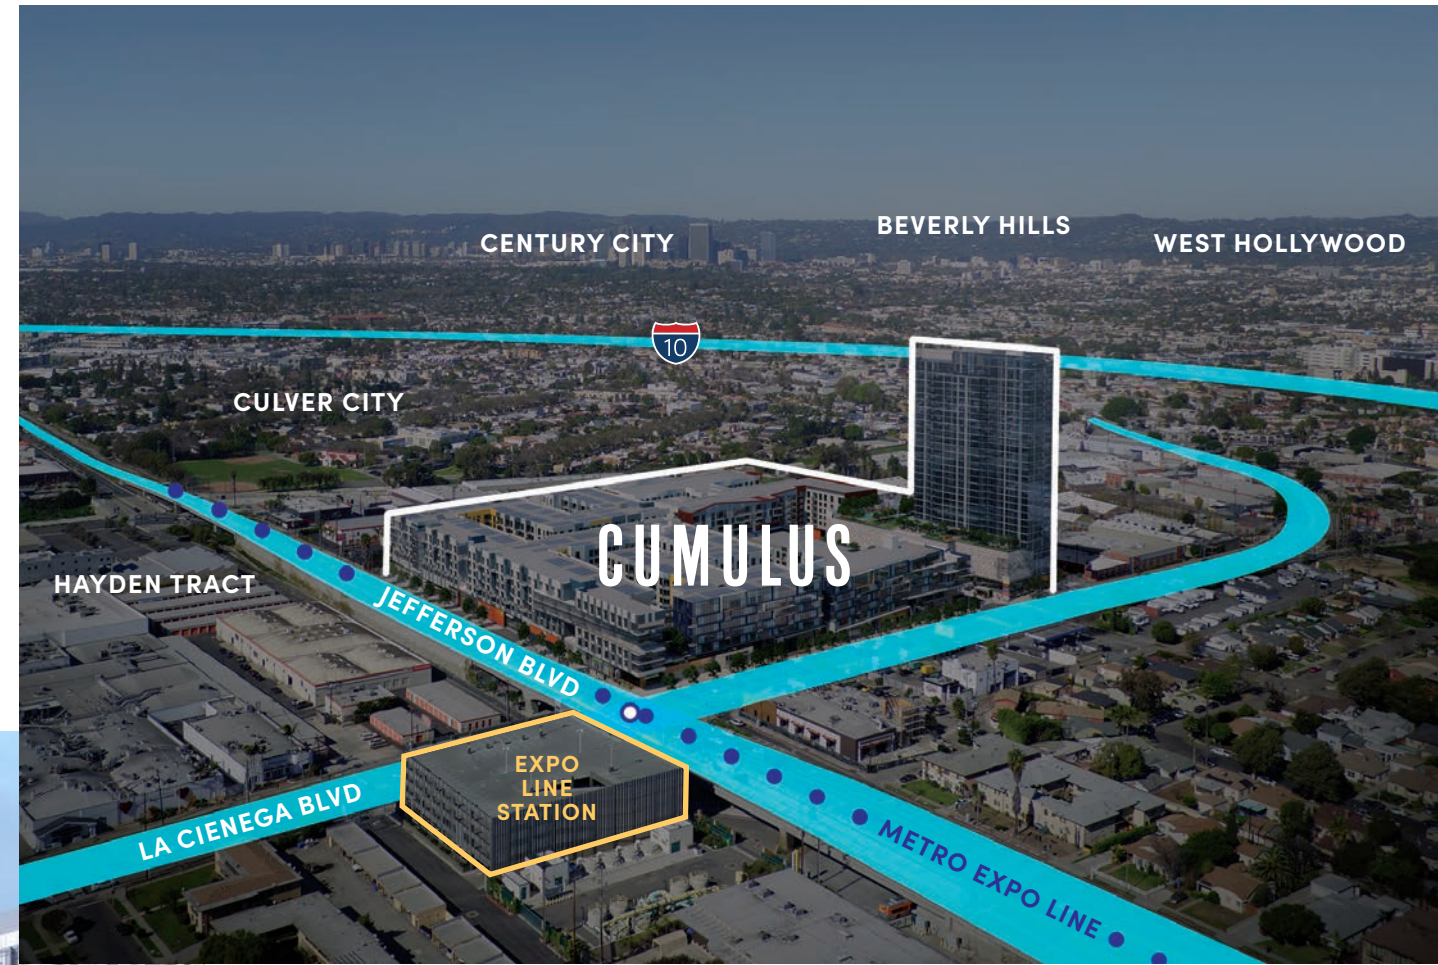 BEVERLY HILLS
CENTURY CITY
WEST HOLLYWOOD
10
CULVER CITY
CUMULUS
HAYDEN TRACT
JEFFERSON BLVD
EXPO
LINE
STATION
LA CIENEGA BLVD
METRO EXPO LINE